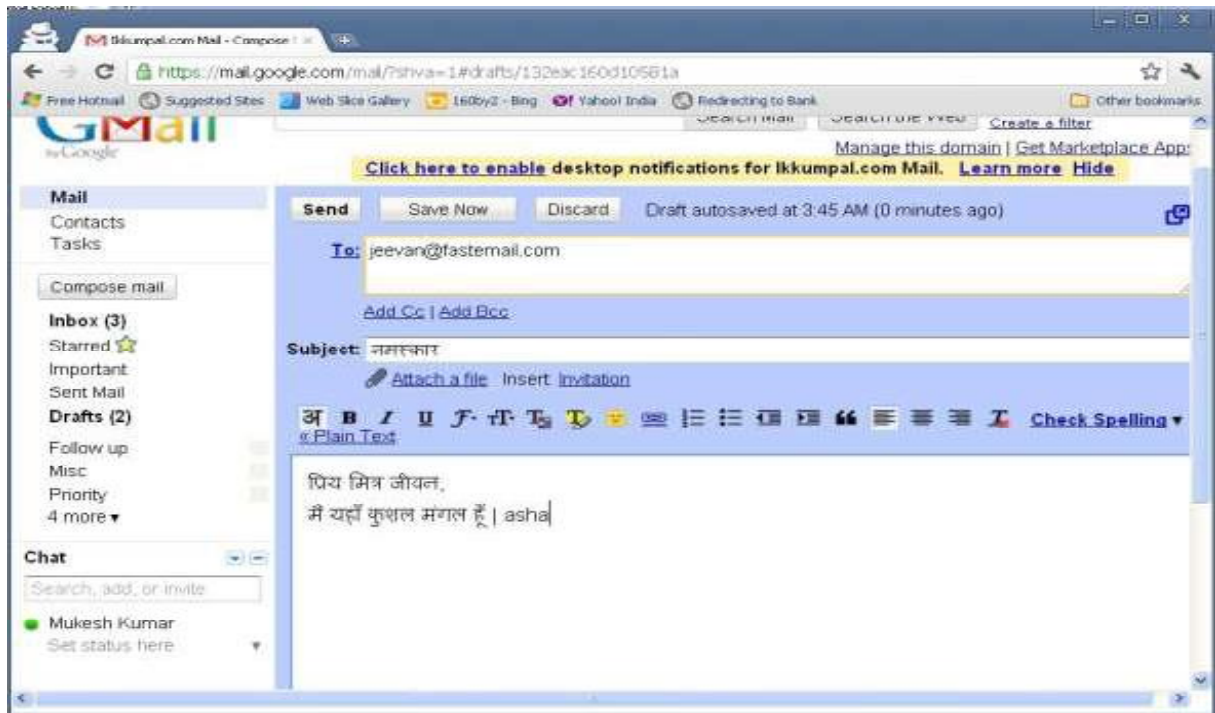 lkkumpal.com Mail - Compose
https://mail.google.com/mail/?shva=1#drafts/132eac160d10581a
Free Hotmail Suggested Sites Web Slice Gallery 160by2 - Bing Yahoo! India Redirecting to Bank Other bookmarks
GMail
by Google
Search Mail Search the Web Create a filter
Manage this domain | Get Marketplace Apps
Click here to enable desktop notifications for lkkumpal.com Mail. Learn more Hide
Mail
Contacts
Tasks
Compose mail
Inbox (3)
Starred
Important
Sent Mail
Drafts (2)
Follow up
Misc
Priority
4 more ▾
Chat
Search, add, or invite
Mukesh Kumar
Set status here
Send Save Now Discard Draft autosaved at 3:45 AM (0 minutes ago)
To: jeevan@fastemail.com
Add Cc | Add Bcc
Subject: नमस्कार
Attach a file Insert Invitation
अ B I U Check Spelling ▾
« Plain Text
प्रिय मित्र जीवन,
मैं यहाँ कुशल मंगल हूँ | asha